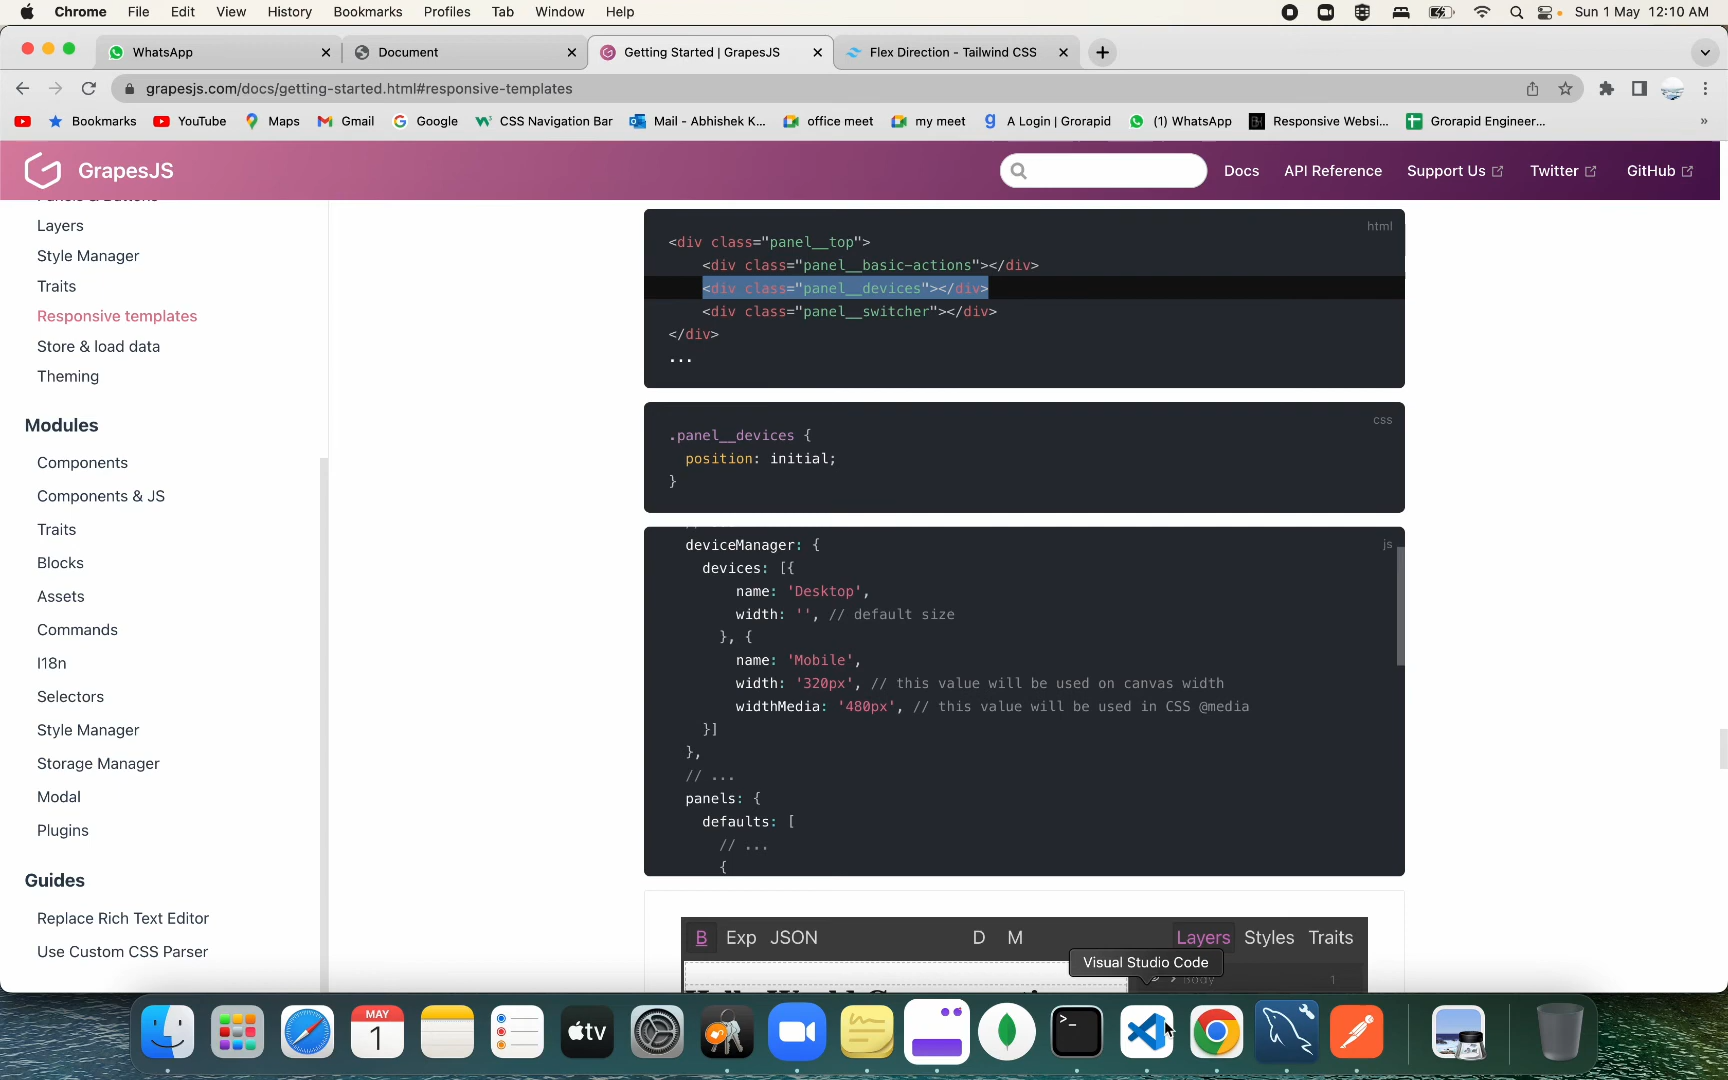 Chrome File Edit View History Bookmarks Profiles Tab Window Help Sun 1 May 12:10 AM
WhatsApp Document Getting Started | GrapesJS Flex Direction - Tailwind CSS
grapesjs.com/docs/getting-started.html#responsive-templates
Bookmarks YouTube Maps Gmail Google CSS Navigation Bar Mail - Abhishek K... office meet my meet A Login | Grorapid (1) WhatsApp Responsive Websi... Grorapid Engineer... »
GrapesJS Docs API Reference Support Us Twitter GitHub
Layers
Style Manager
Traits
Responsive templates
Store & load data
Theming
Modules
Components
Components & JS
Traits
Blocks
Assets
Commands
I18n
Selectors
Style Manager
Storage Manager
Modal
Plugins
Guides
Replace Rich Text Editor
Use Custom CSS Parser
html
<div class="panel__top">
<div class="panel__basic-actions"></div>
<div class="panel__devices"></div>
<div class="panel__switcher"></div>
</div>
...
css
.panel__devices {
position: initial;
}
js
deviceManager: {
devices: [{
name: 'Desktop',
width: '', // default size
}, {
name: 'Mobile',
width: '320px', // this value will be used on canvas width
widthMedia: '480px', // this value will be used in CSS @media
}]
},
// ...
panels: {
defaults: [
// ...
{
B Exp JSON D M Layers Styles Traits
Visual Studio Code
Body 1
MAY
1
tv
>_